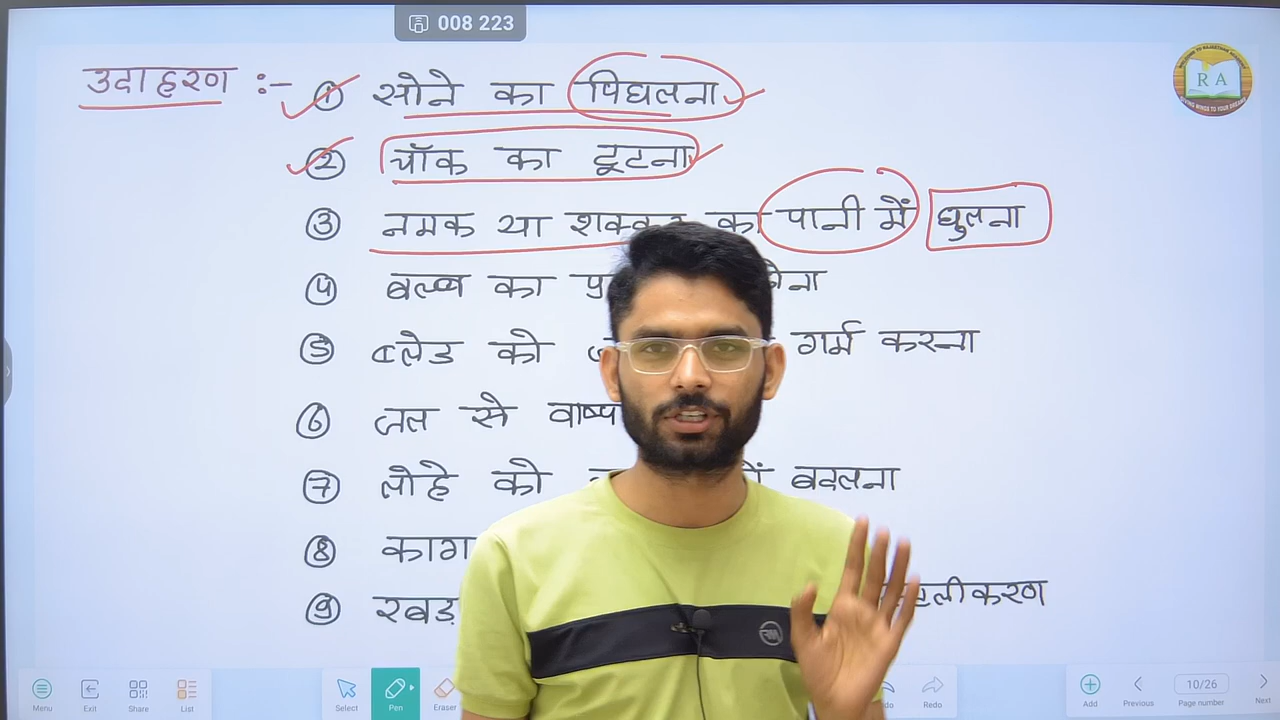 008 223
उदाहरण :- ① सोने का पिघलना
② चॉक का टूटना
③ नमक या शक्कर का पानी में घुलना
④ बल्ब का
⑤ ब्लेड को गर्म करना
⑥ जल से वाष्प
⑦ लोहे को में बदलना
⑧
⑨ रबड़
RA
Menu Exit Share List Select Pen Eraser Redo Add Previous 10/26 Page number Next